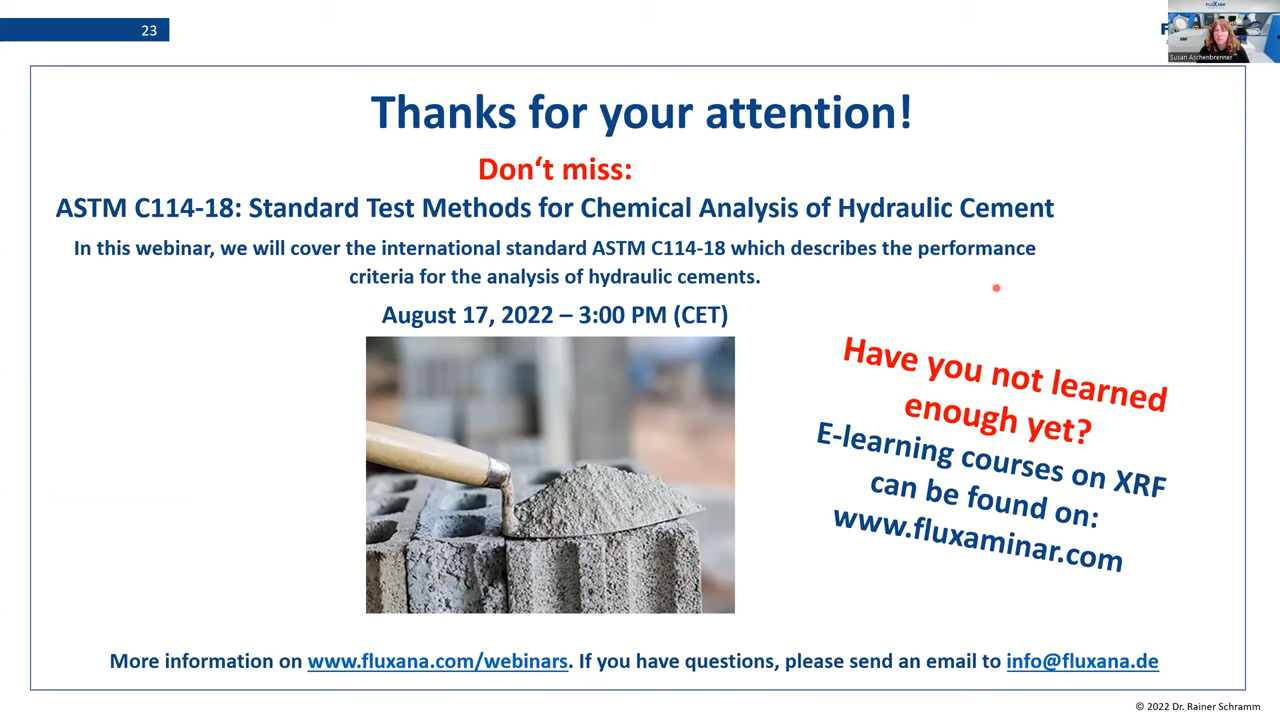 23
FLUXANA
Susan Aschenbrenner
Thanks for your attention!
Don‘t miss:
ASTM C114-18: Standard Test Methods for Chemical Analysis of Hydraulic Cement
In this webinar, we will cover the international standard ASTM C114-18 which describes the performance
criteria for the analysis of hydraulic cements.
August 17, 2022 – 3:00 PM (CET)
Have you not learned
enough yet?
E-learning courses on XRF
can be found on:
www.fluxaminar.com
More information on www.fluxana.com/webinars. If you have questions, please send an email to info@fluxana.de
© 2022 Dr. Rainer Schramm